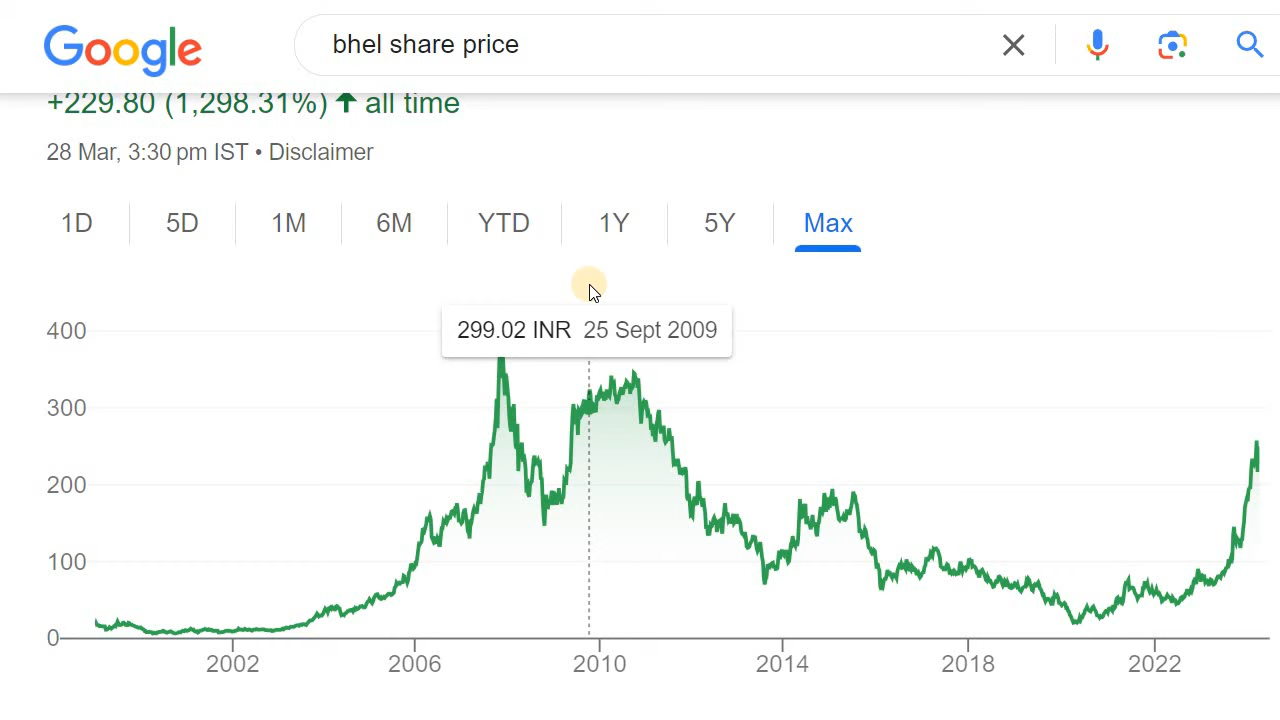 Google
bhel share price
+229.80 (1,298.31%) ↑ all time
28 Mar, 3:30 pm IST • Disclaimer
1D 5D 1M 6M YTD 1Y 5Y Max
299.02 INR 25 Sept 2009
400
300
200
100
0
2002 2006 2010 2014 2018 2022